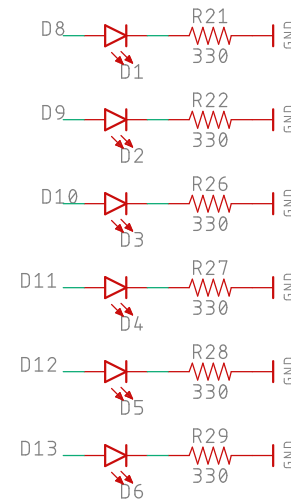 D8 R21 GND
D1 330
D9 R22 GND
D2 330
D10 R26 GND
D3 330
D11 R27 GND
D4 330
D12 R28 GND
D5 330
D13 R29 GND
D6 330